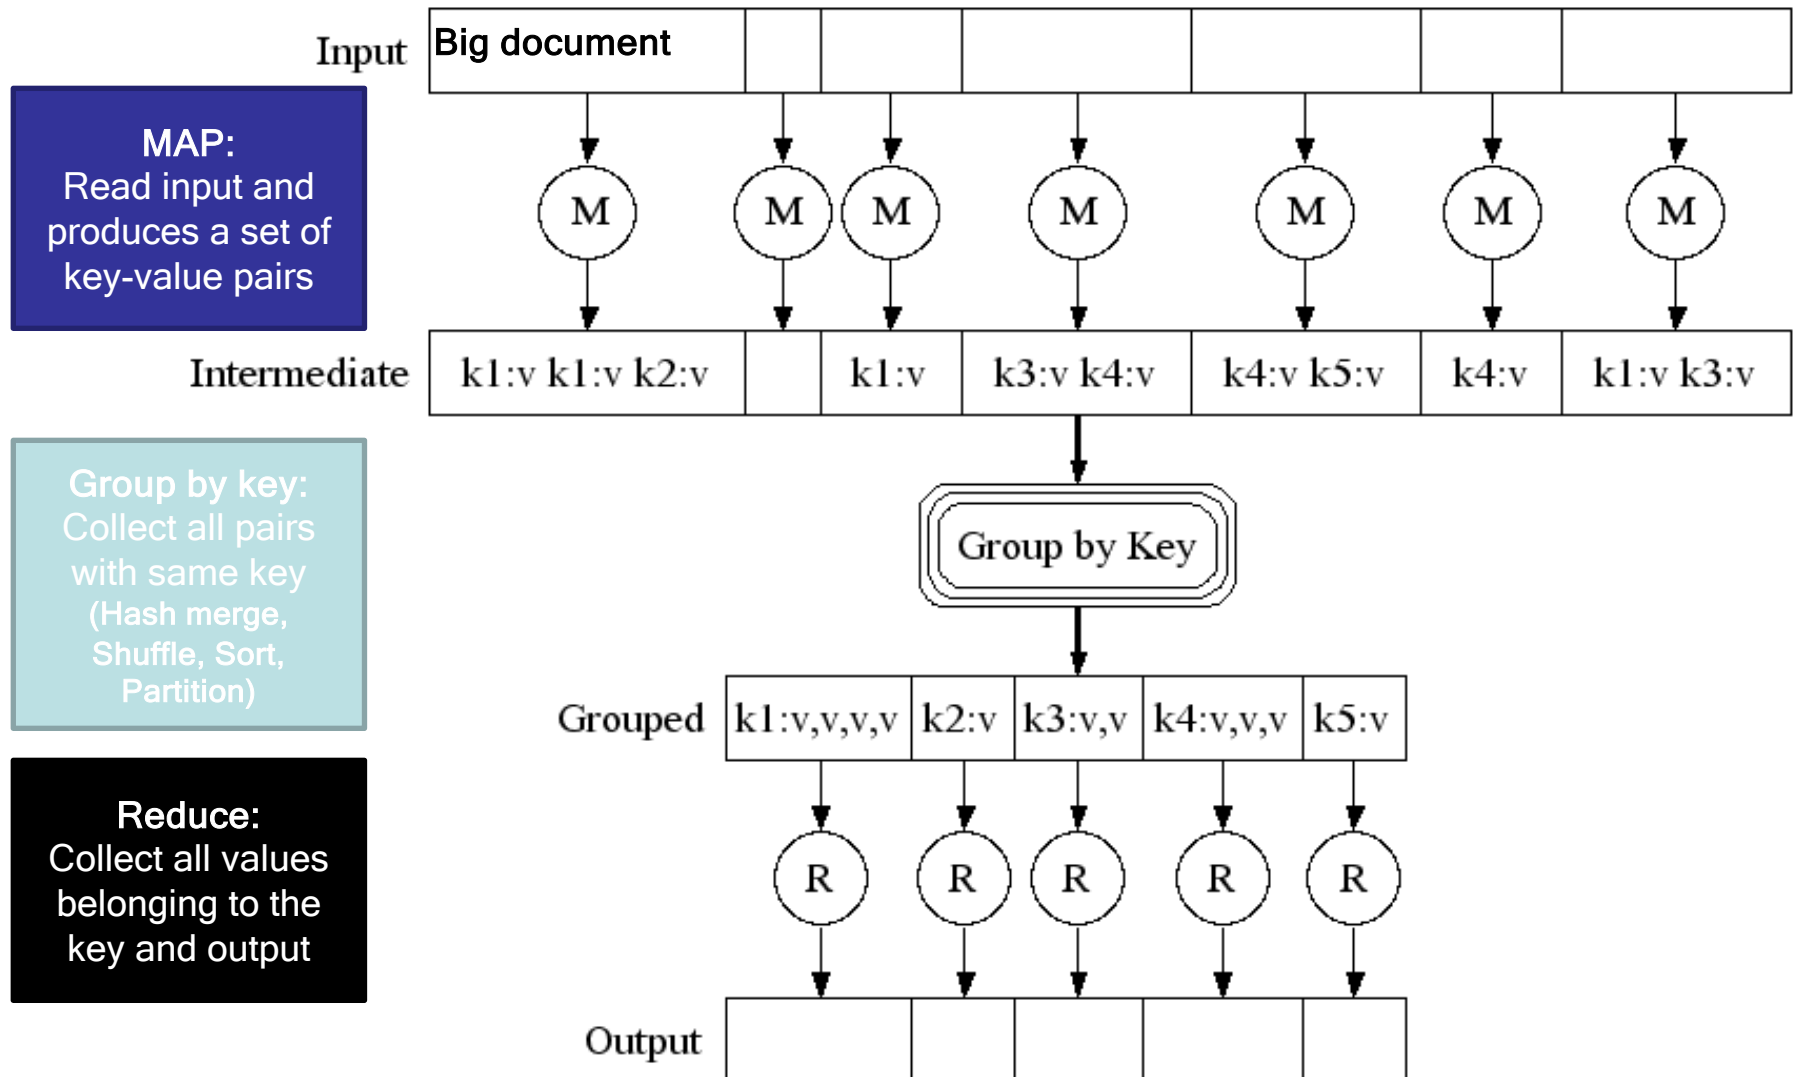 Input
Big document
MAP:
Read input and
produces a set of
key-value pairs
M M M M M M M
Intermediate
k1:v k1:v k2:v
k1:v
k3:v k4:v
k4:v k5:v
k4:v
k1:v k3:v
Group by key:
Collect all pairs
with same key
(Hash merge,
Shuffle, Sort,
Partition)
Group by Key
Grouped
k1:v,v,v,v
k2:v
k3:v,v
k4:v,v,v
k5:v
Reduce:
Collect all values
belonging to the
key and output
R R R R R
Output